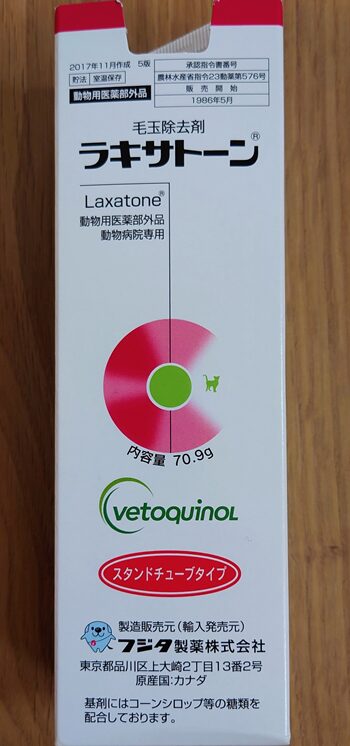 2017年11月作成 5版
貯法 室温保存
動物用医薬部外品
承認指令書番号
農林水産省指令23動薬第576号
販売開始
1986年5月
毛玉除去剤
ラキサトーン®
Laxatone®
動物用医薬部外品
動物病院専用
内容量 70.9g
vetoquinol
スタンドチューブタイプ
製造販売元(輸入発売元)
フジタ製薬株式会社
東京都品川区上大崎2丁目13番2号
原産国:カナダ
基剤にはコーンシロップ等の糖類を
配合しております。